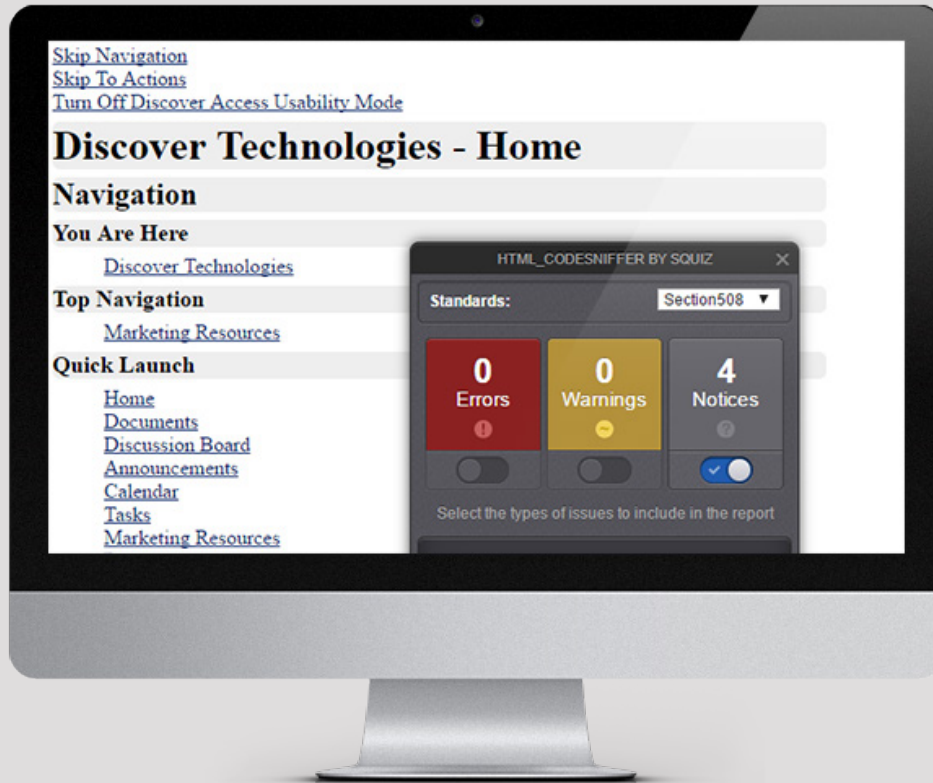 Skip Navigation
Skip To Actions
Turn Off Discover Access Usability Mode
Discover Technologies - Home
Navigation
You Are Here
Discover Technologies
Top Navigation
Marketing Resources
Quick Launch
Home
Documents
Discussion Board
Announcements
Calendar
Tasks
Marketing Resources
HTML_CODESNIFFER BY SQUIZ
Standards: Section508
0 0 4
Errors Warnings Notices
Select the types of issues to include in the report